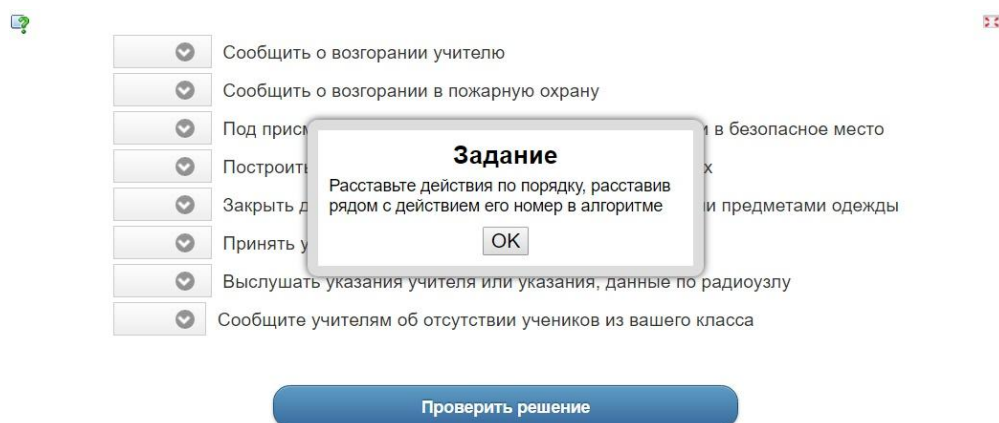 Сообщить о возгорании учителю
Сообщить о возгорании в пожарную охрану
Под в безопасное место
Задание
Расставьте действия по порядку, расставив
рядом с действием его номер в алгоритме
Закрыть предметами одежды
Принять
OK
Выслушать указания учителя или указания, данные по радиоузлу
Сообщите учителям об отсутствии учеников из вашего класса
Проверить решение